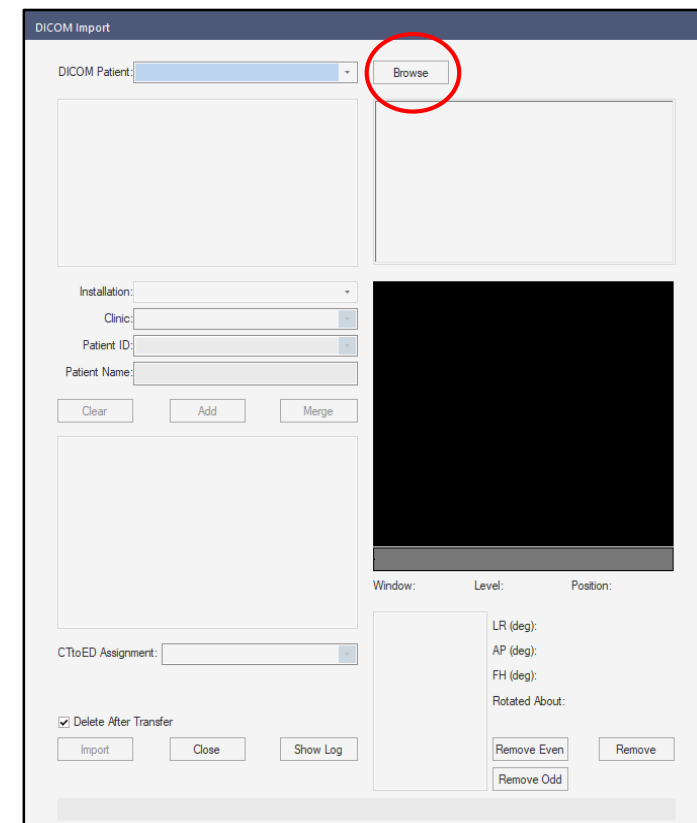 DICOM Import
DICOM Patient:
Browse
Installation:
Clinic:
Patient ID:
Patient Name:
Clear Add Merge
Window: Level: Position:
LR (deg):
CTtoED Assignment: AP (deg):
FH (deg):
Rotated About:
Delete After Transfer
Import Close Show Log Remove Even Remove
Remove Odd